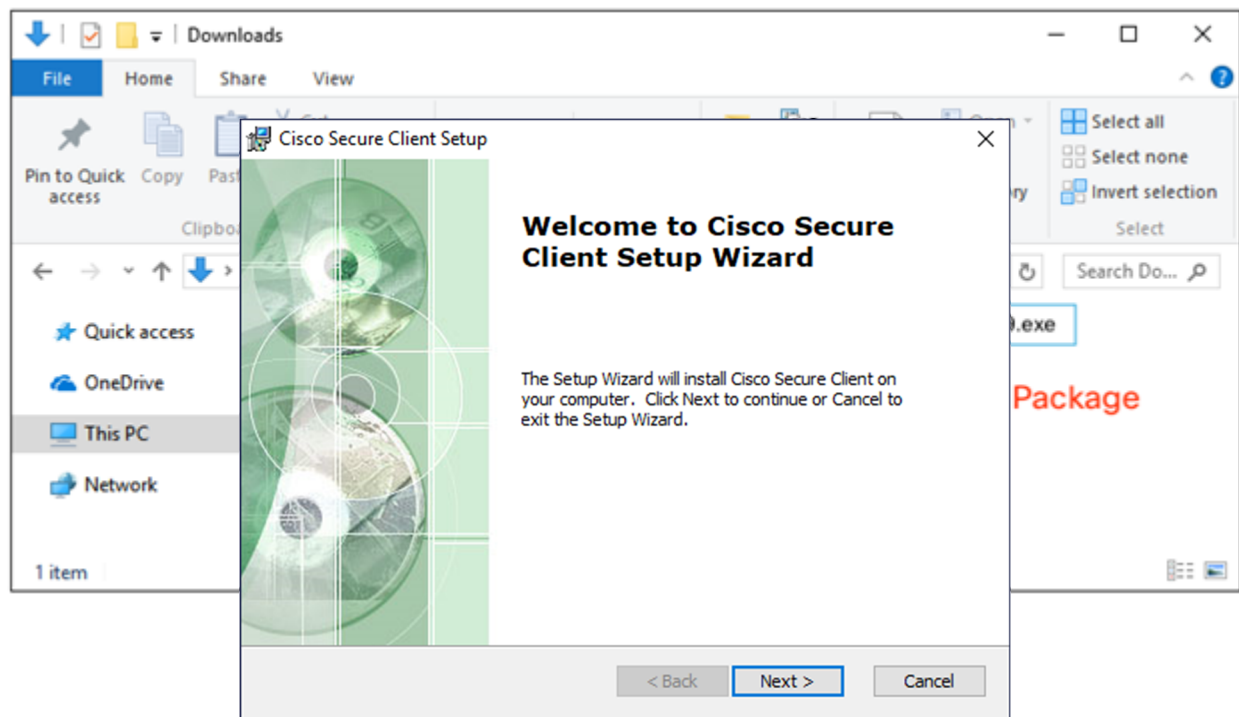 Downloads
File Home Share View
Pin to Quick access
Copy
Select all
Select none
Invert selection
Select
Search Do...
Quick access
OneDrive
This PC
Network
1 item
Package
Cisco Secure Client Setup
Welcome to Cisco Secure
Client Setup Wizard
The Setup Wizard will install Cisco Secure Client on
your computer. Click Next to continue or Cancel to
exit the Setup Wizard.
< Back Next > Cancel